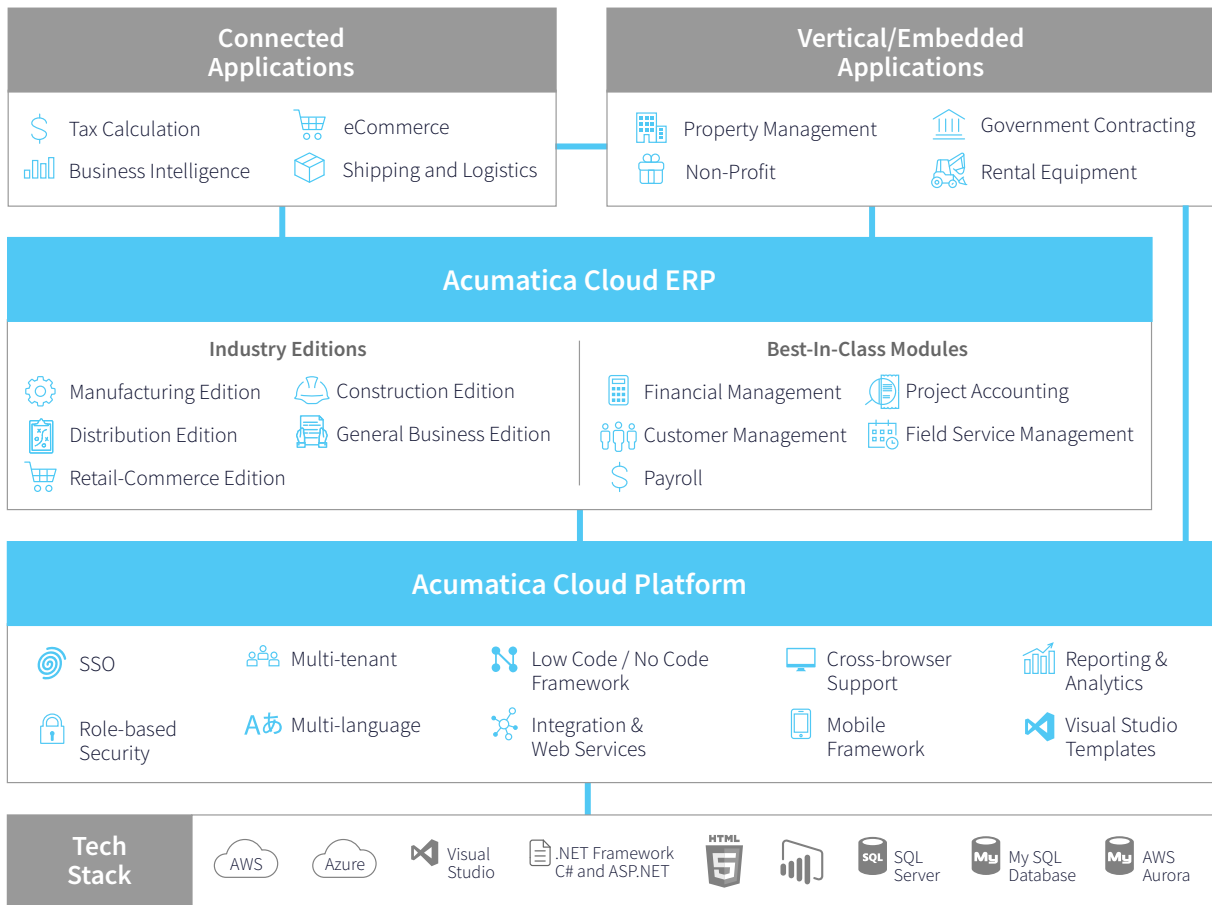 Connected
Applications
Tax Calculation
eCommerce
Business Intelligence
Shipping and Logistics
Vertical/Embedded
Applications
Property Management
Government Contracting
Non-Profit
Rental Equipment
Acumatica Cloud ERP
Industry Editions
Manufacturing Edition
Construction Edition
Distribution Edition
General Business Edition
Retail-Commerce Edition
Best-In-Class Modules
Financial Management
Project Accounting
Customer Management
Field Service Management
Payroll
Acumatica Cloud Platform
SSO
Multi-tenant
Low Code / No Code
Framework
Cross-browser
Support
Reporting &
Analytics
Role-based
Security
Aあ Multi-language
Integration &
Web Services
Mobile
Framework
Visual Studio
Templates
Tech
Stack
AWS
Azure
Visual
Studio
.NET Framework
C# and ASP.NET
HTML
5
SQL
SQL
Server
My
My SQL
Database
My
AWS
Aurora